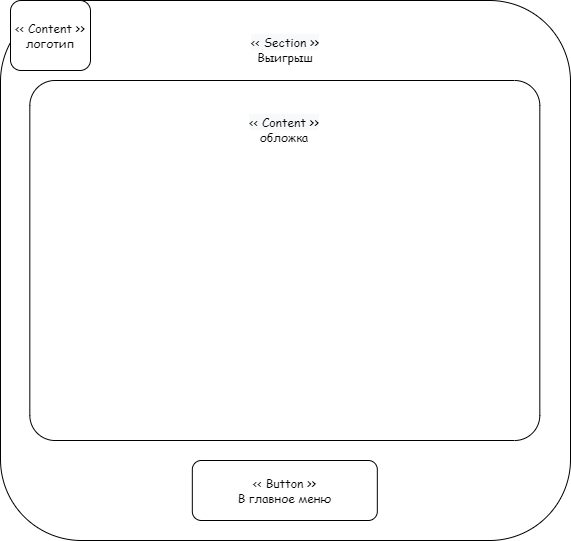 << Content >>
логотип
<< Section >>
Выигрыш
<< Content >>
обложка
<< Button >>
В главное меню